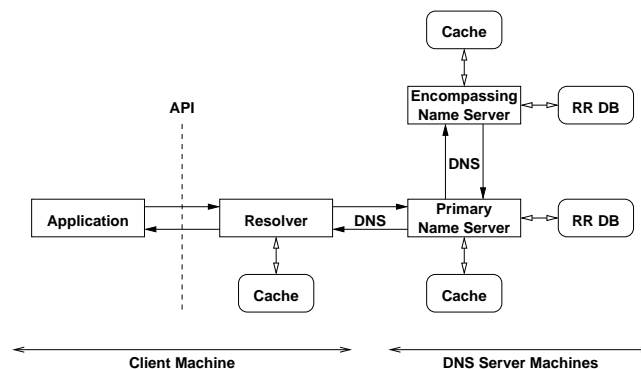 Cache
Encompassing
Name Server
RR DB
API
DNS
Application
Resolver
DNS
Primary
Name Server
RR DB
Cache
Cache
Client Machine
DNS Server Machines